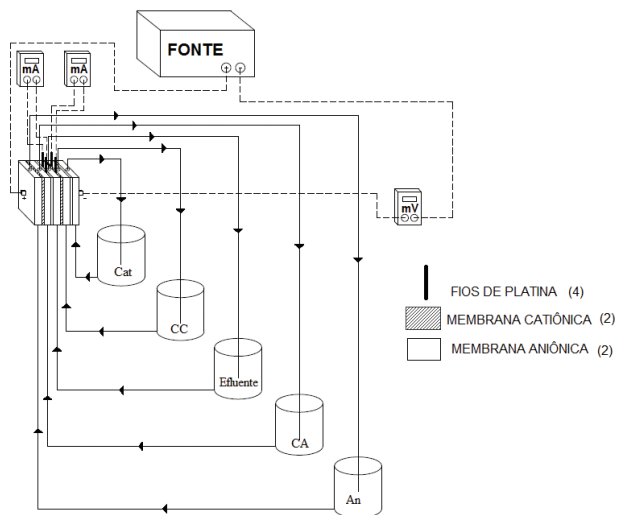 FONTE
mA
mA
+
-
+
-
mV
Cat
CC
Efluente
CA
An
FIOS DE PLATINA (4)
MEMBRANA CATIÔNICA (2)
MEMBRANA ANIÔNICA (2)